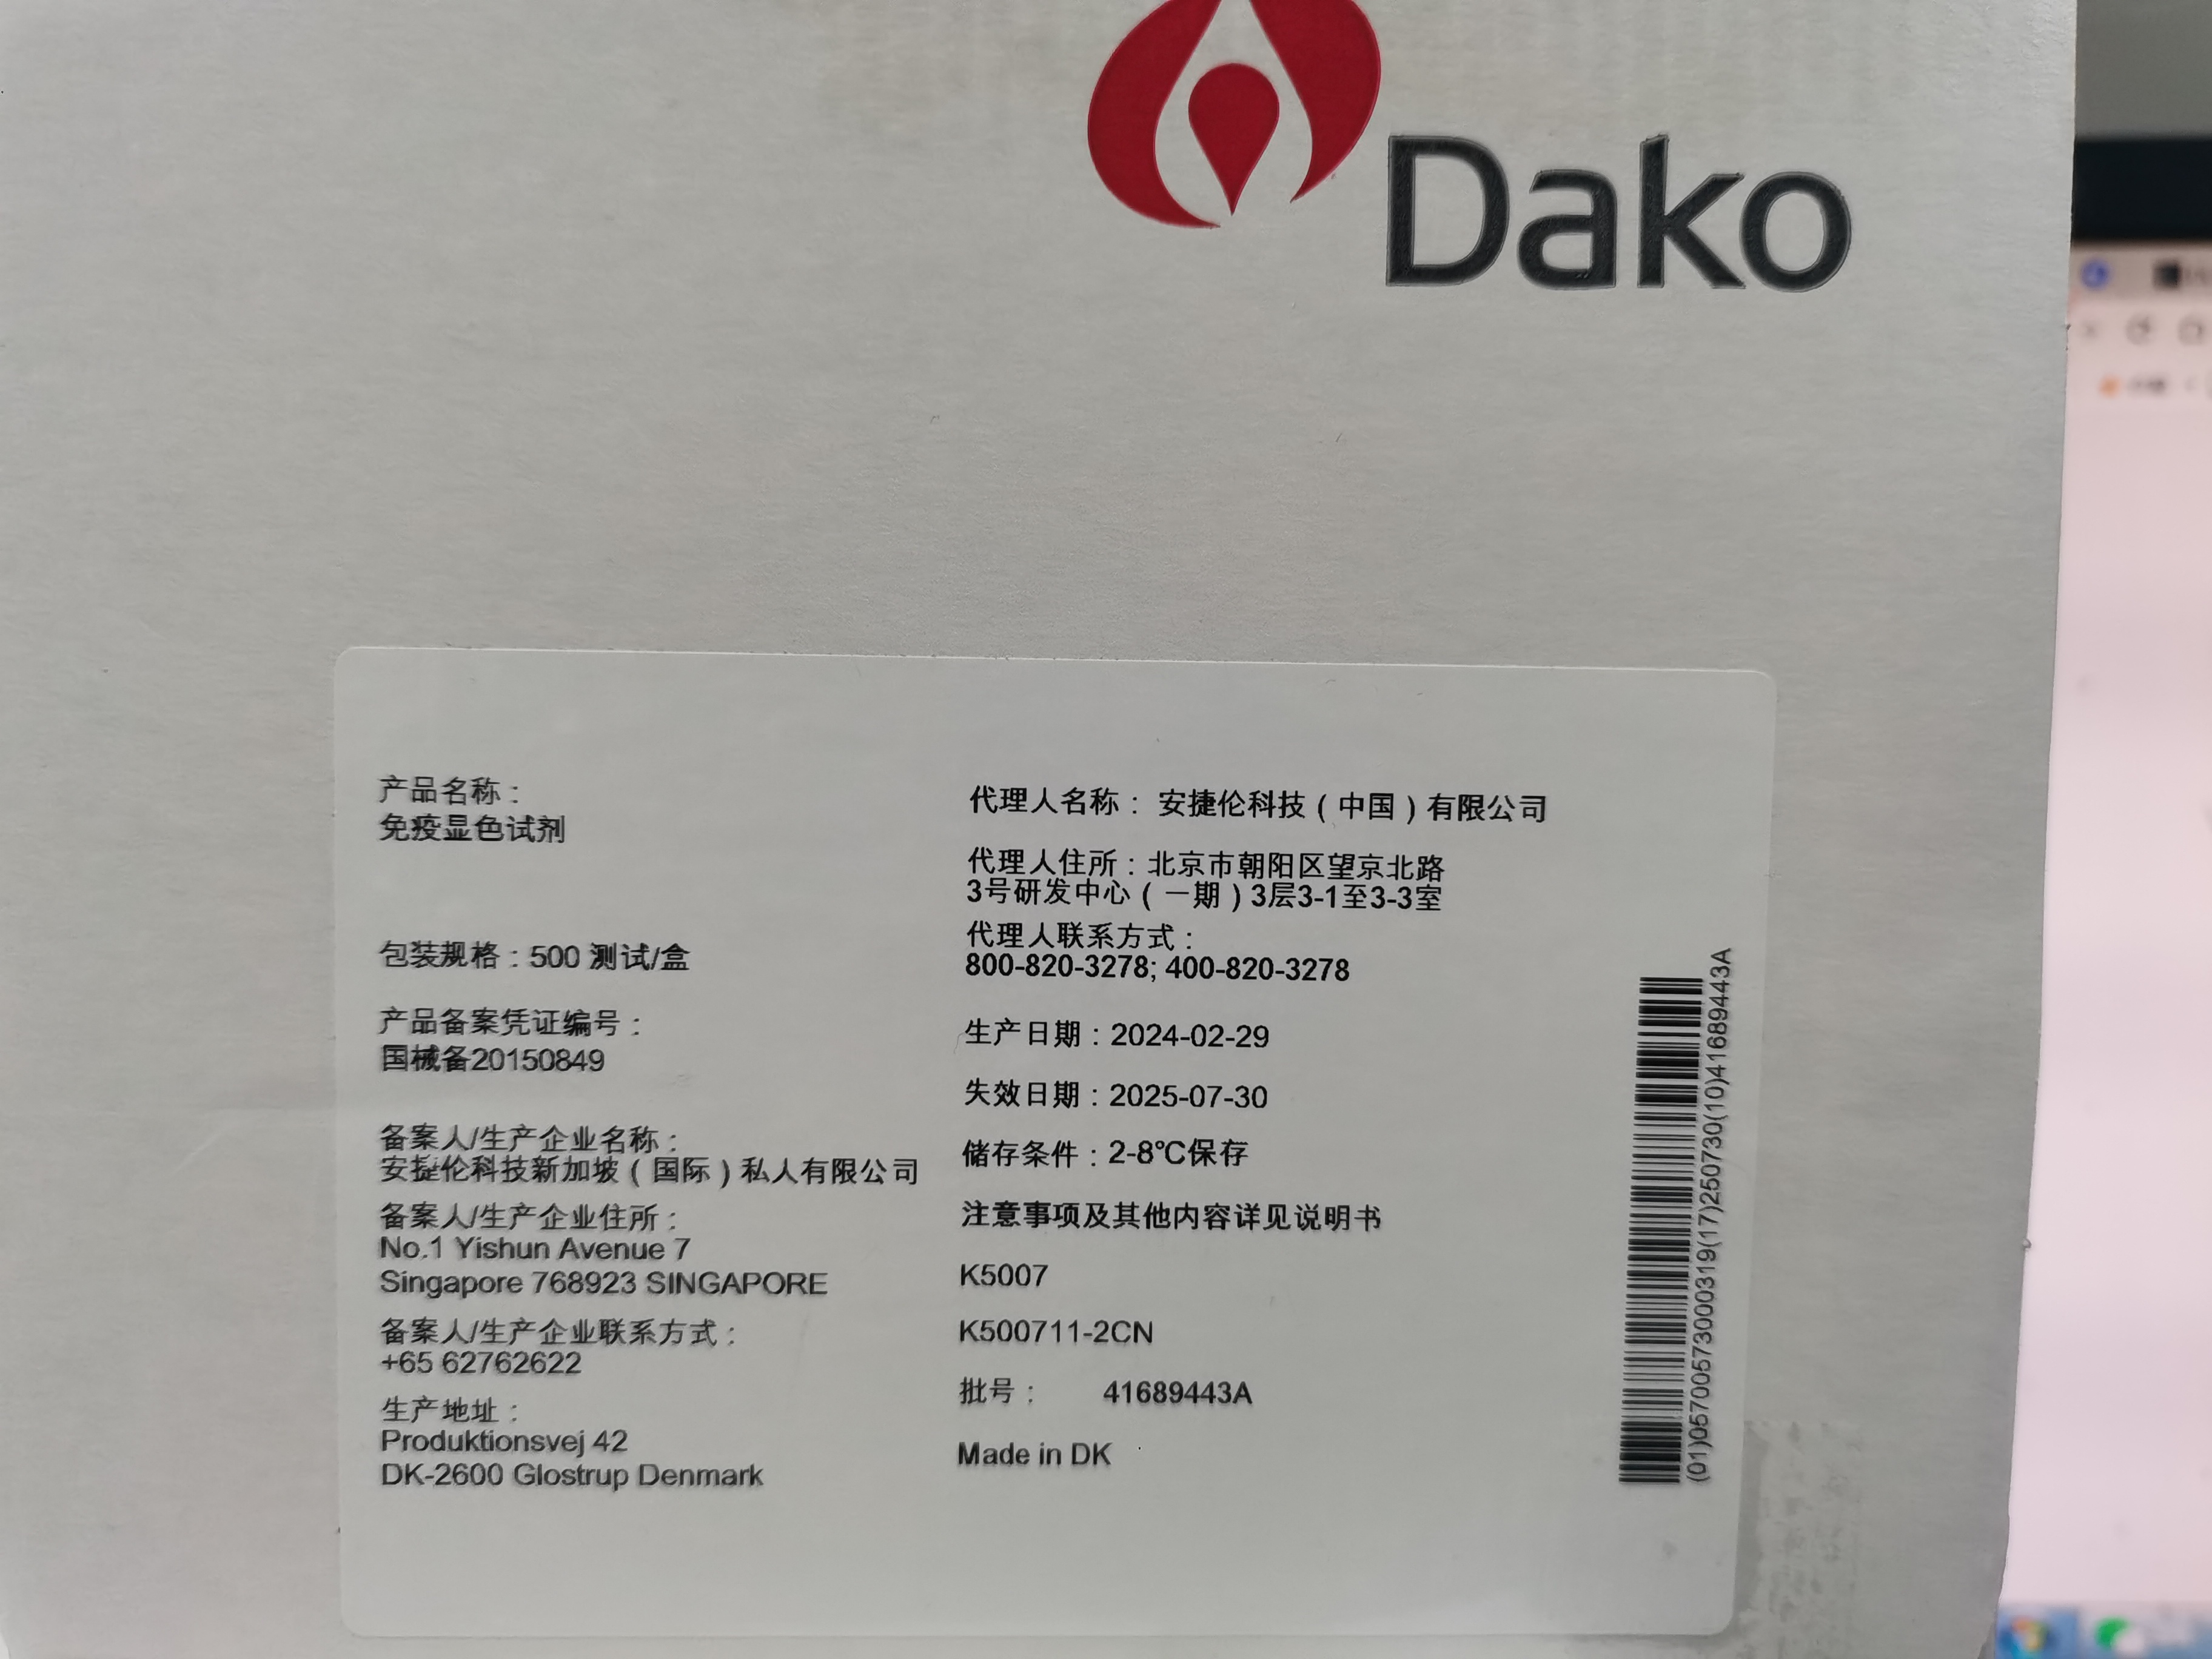 Dako
产品名称：
免疫显色试剂
包装规格：500 测试/盒
产品备案凭证编号：
国械备20150849
备案人/生产企业名称：
安捷伦科技新加坡（国际）私人有限公司
备案人/生产企业住所：
No.1 Yishun Avenue 7
Singapore 768923 SINGAPORE
备案人/生产企业联系方式：
+65 62762622
生产地址：
Produktionsvej 42
DK-2600 Glostrup Denmark
代理人名称： 安捷伦科技（中国）有限公司
代理人住所：北京市朝阳区望京北路
3号研发中心（一期）3层3-1至3-3室
代理人联系方式：
800-820-3278; 400-820-3278
生产日期：2024-02-29
失效日期：2025-07-30
储存条件：2-8℃保存
注意事项及其他内容详见说明书
K5007
K500711-2CN
批号： 41689443A
Made in DK
(01)05700573000319(17)250730(10)41689443A